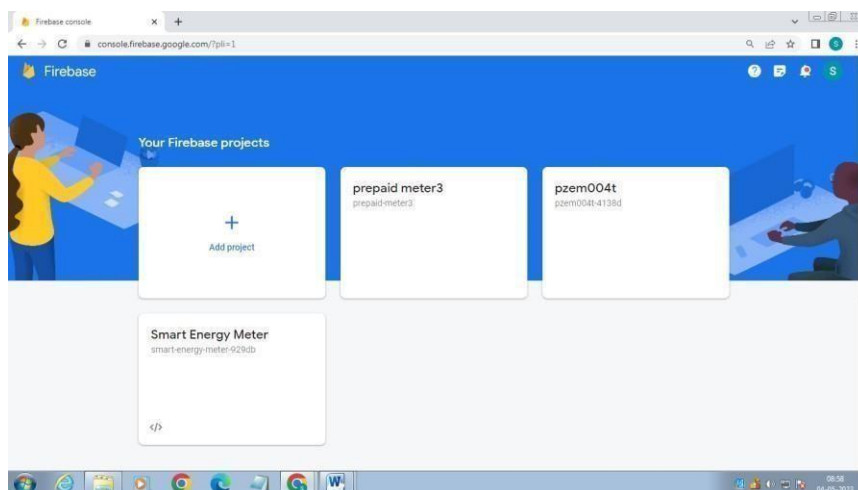 Firebase console
console.firebase.google.com/?pli=1
S
Firebase
S
Your Firebase projects
Add project
prepaid meter3
prepaid-meter3
pzem004t
pzem004t-4138d
Smart Energy Meter
smart-energy-meter-929db
</>
W
08:58